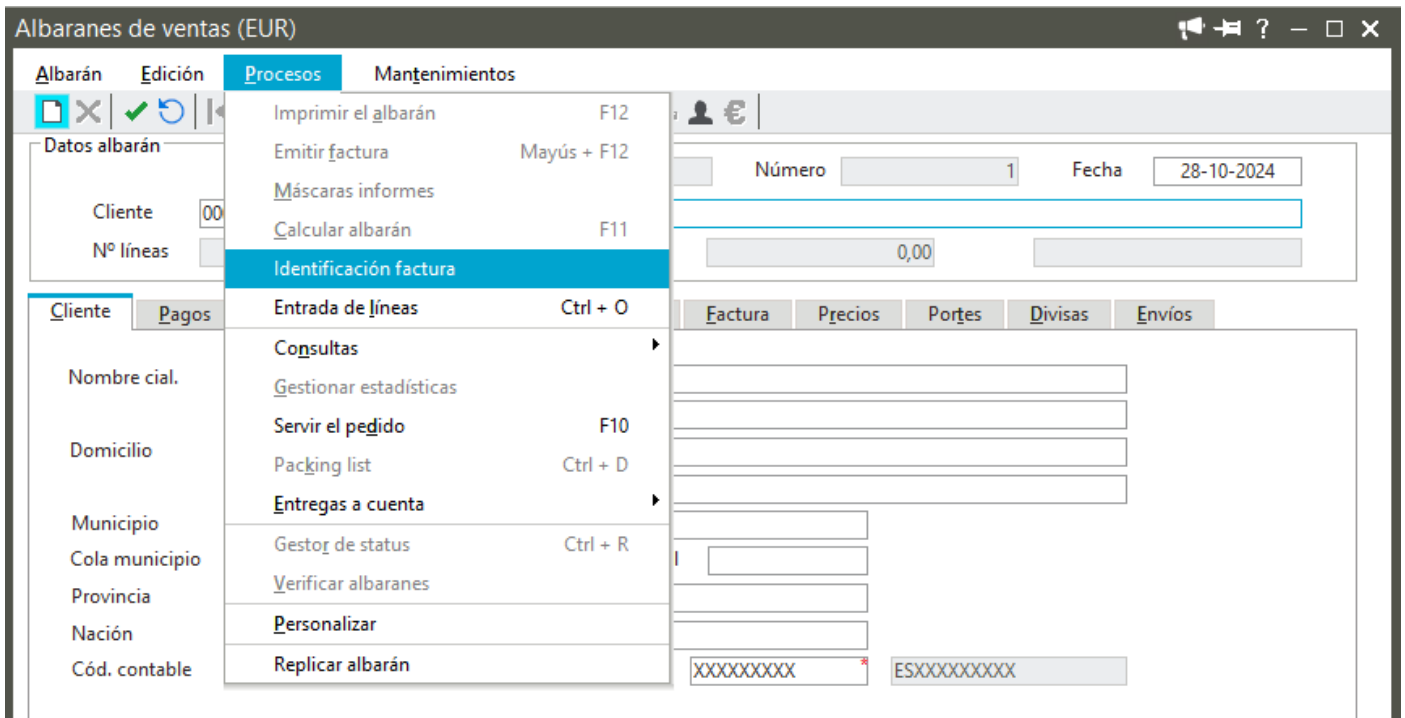 Albaranes de ventas (EUR) ?
Albarán Edición Procesos Mantenimientos
€
Imprimir el albarán F12
Datos albarán
Emitir factura Mayús + F12
Número 1 Fecha 28-10-2024
Máscaras informes
Cliente 00
Calcular albarán F11
Nº líneas 0,00
Identificación factura
Entrada de líneas Ctrl + O
Cliente Pagos Factura Precios Portes Divisas Envíos
Consultas
Nombre cial.
Gestionar estadísticas
Servir el pedido F10
Domicilio
Packing list Ctrl + D
Entregas a cuenta
Municipio
Gestor de status Ctrl + R
Cola municipio
Verificar albaranes
Provincia
Personalizar
Nación
Replicar albarán
Cód. contable XXXXXXXXX * ESXXXXXXXXX